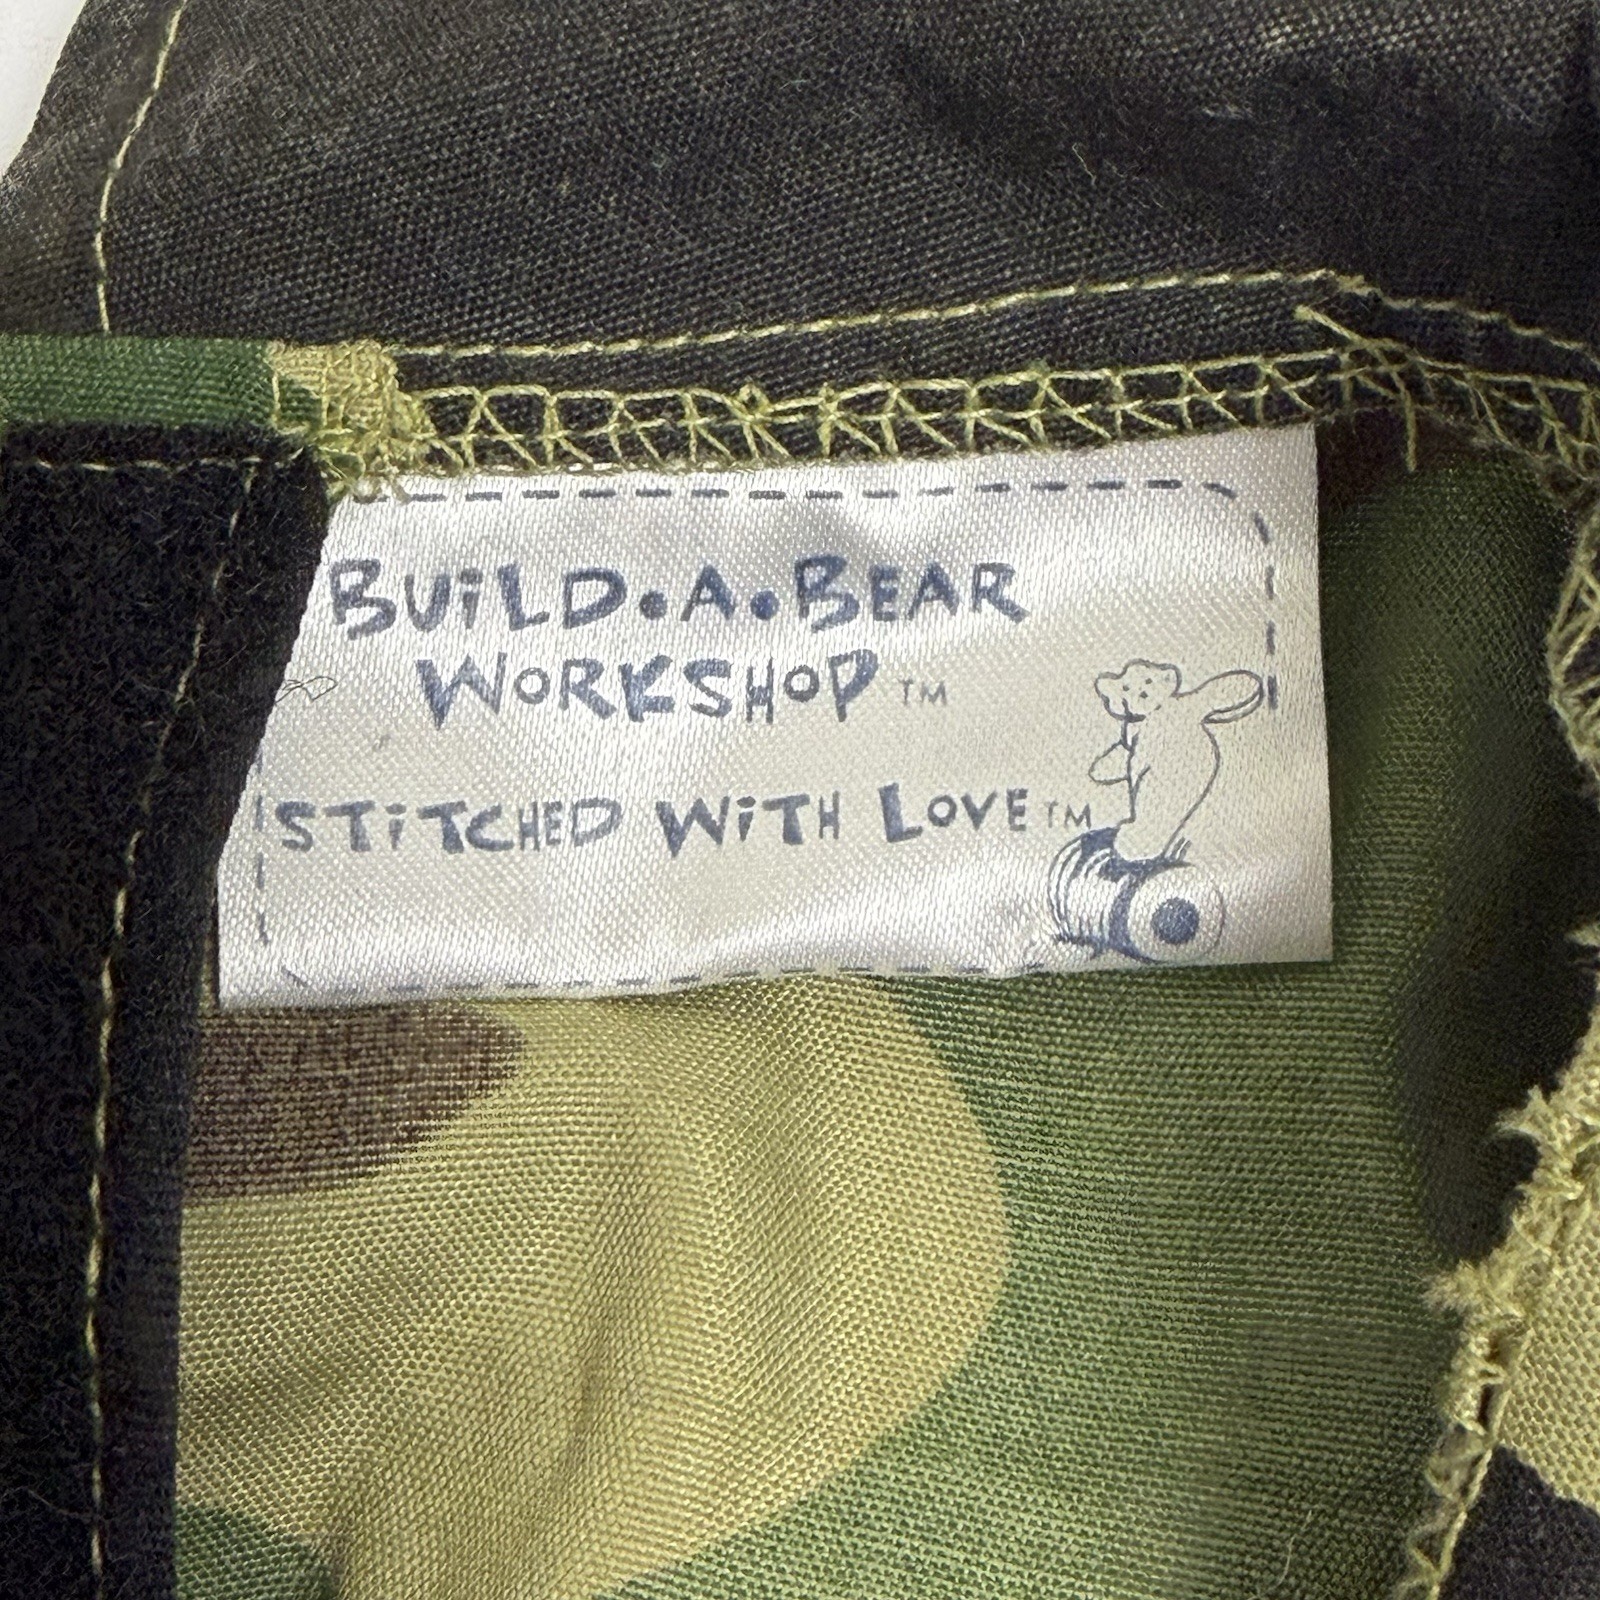 BUiLD•A•BEAR
WORKSHOP™
STiTCHED WiTH LOVE™